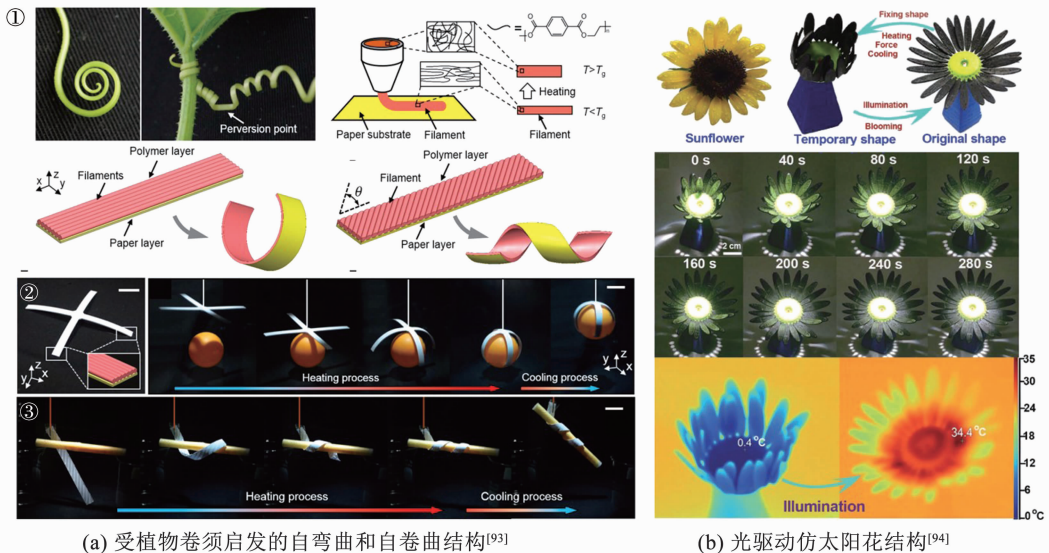 ①
Perversion point
O
O
O
O
n
T>Tg
Heating
T<Tg
Paper substrate
Filament
Filament
Polymer layer
Filaments
Paper layer
z
x
y
Polymer layer
Filament
θ
Paper layer
②
z
y
x
z
y
x
Heating process
Cooling process
③
Heating process
Cooling process
(a) 受植物卷须启发的自弯曲和自卷曲结构[93]
Fixing shape
Heating
Force
Cooling
Illumination
Blooming
Sunflower
Temporary shape
Original shape
0 s
40 s
80 s
120 s
2 cm
160 s
200 s
240 s
280 s
0.4 °C
34.4 °C
Illumination
35
28
24
18
12
6
0 °C
(b) 光驱动仿太阳花结构[94]